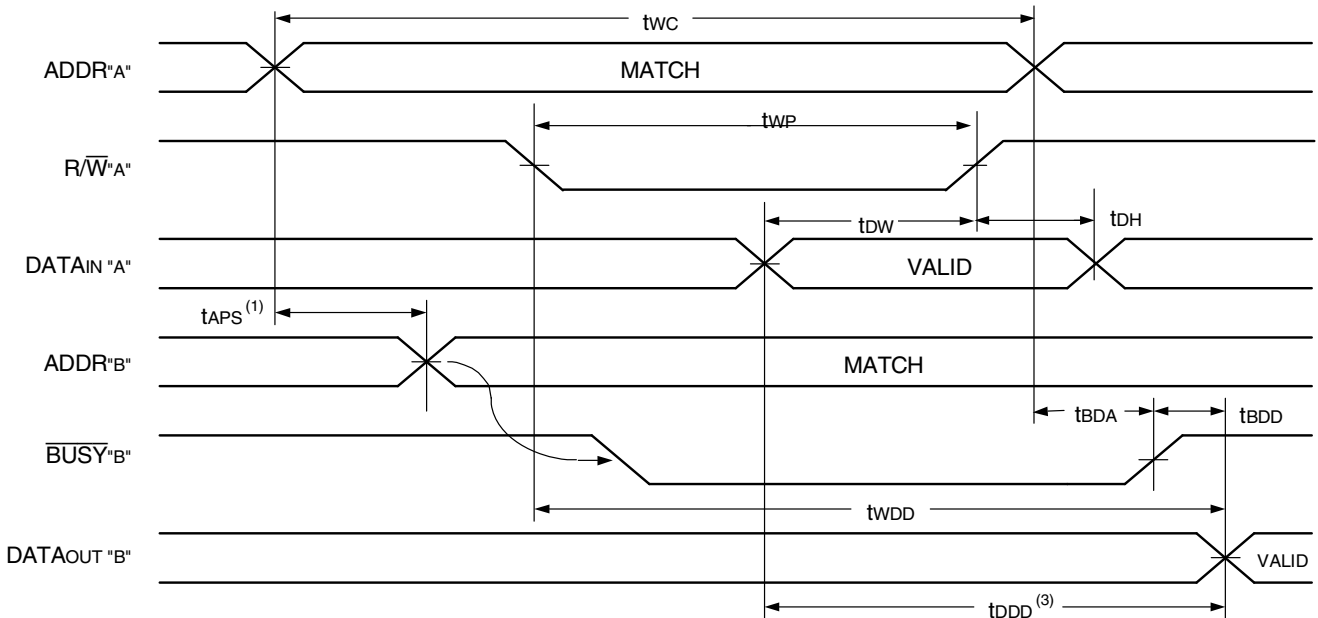 tWC
ADDR"A"
MATCH
tWP
R/W̅"A"
tDW
tDH
DATAIN "A"
VALID
tAPS(1)
ADDR"B"
MATCH
tBDA
tBDD
B̅U̅S̅Y̅"B"
tWDD
DATAOUT "B"
VALID
tDDD(3)